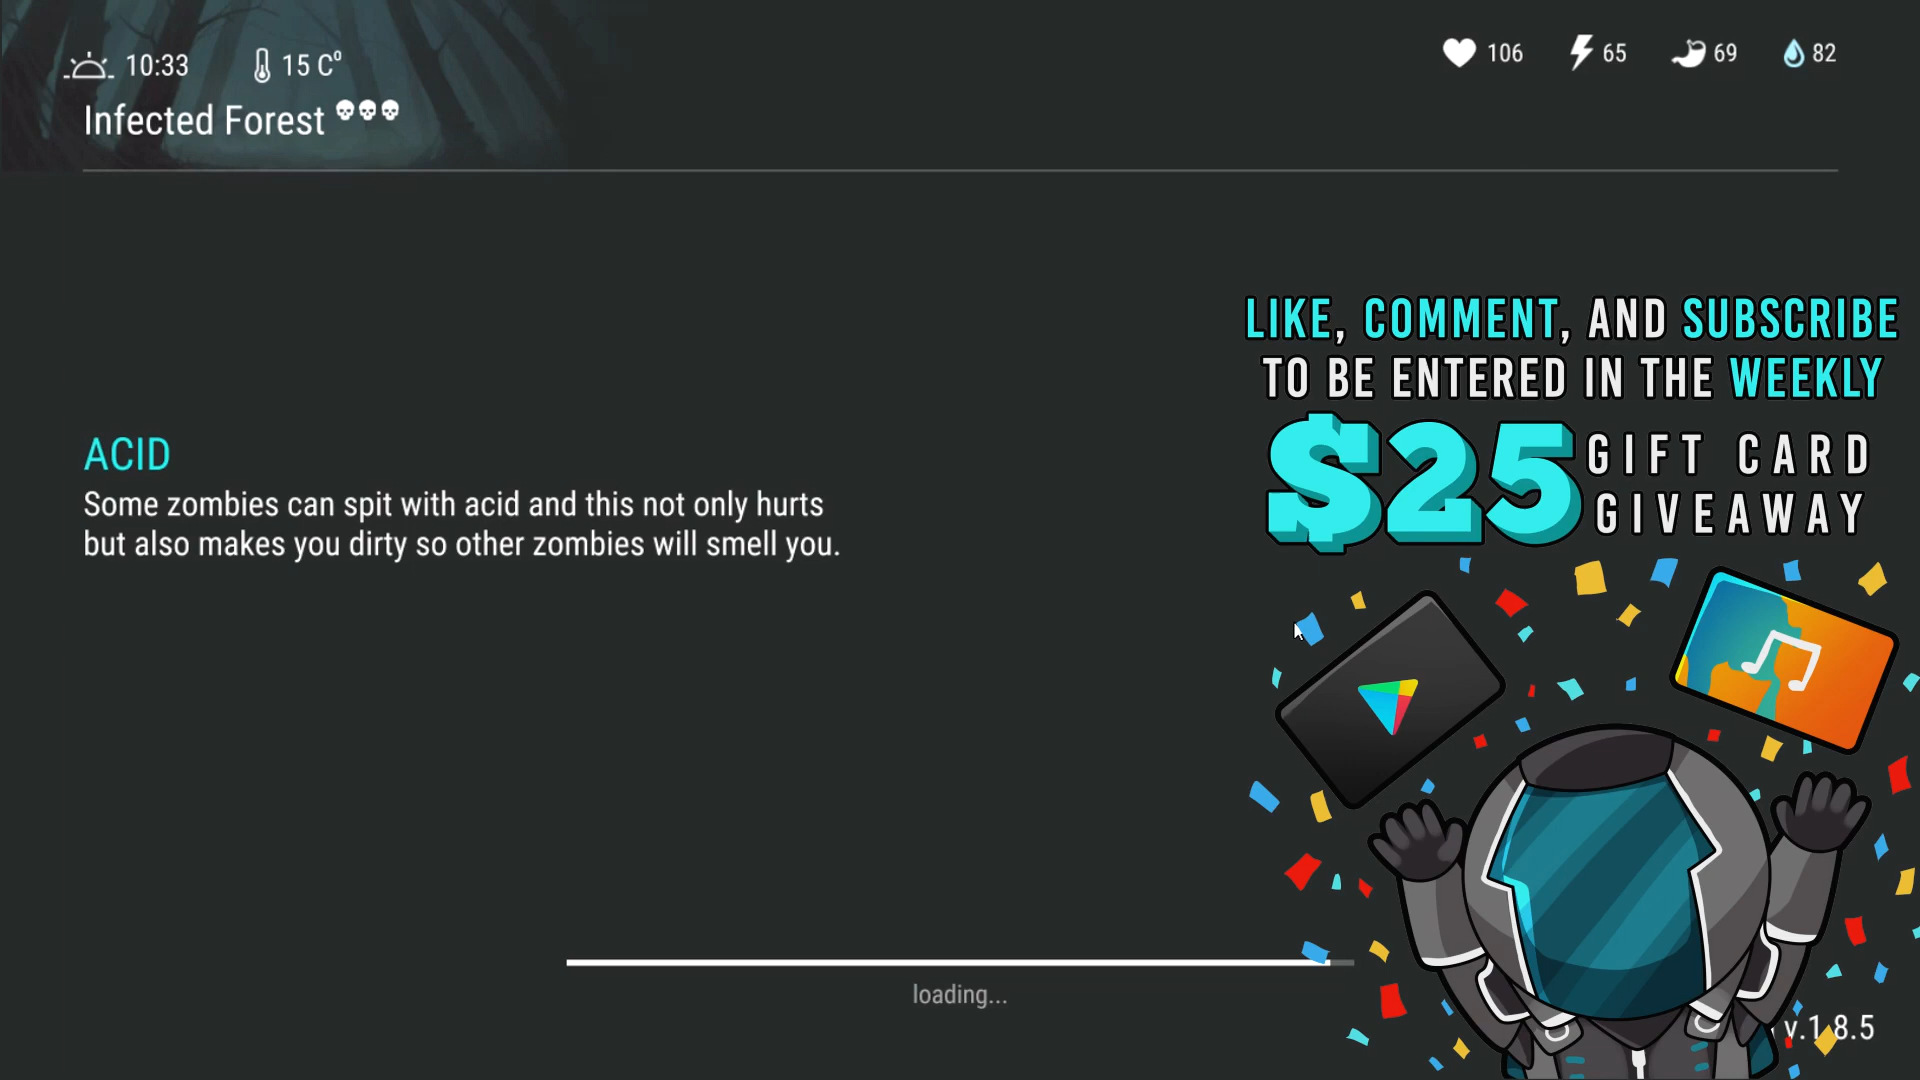 10:33
15 C⁰
106
65
69
82
Infected Forest
LIKE, COMMENT, AND SUBSCRIBE
TO BE ENTERED IN THE WEEKLY
$25 GIFT CARD
GIVEAWAY
ACID
Some zombies can spit with acid and this not only hurts
but also makes you dirty so other zombies will smell you.
loading...
v.1.8.5